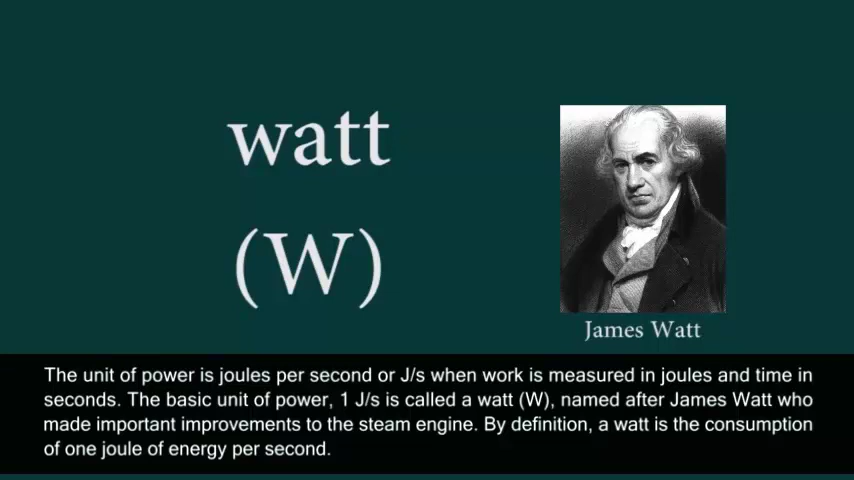 watt
(W)
James Watt
The unit of power is joules per second or J/s when work is measured in joules and time in
seconds. The basic unit of power, 1 J/s is called a watt (W), named after James Watt who
made important improvements to the steam engine. By definition, a watt is the consumption
of one joule of energy per second.